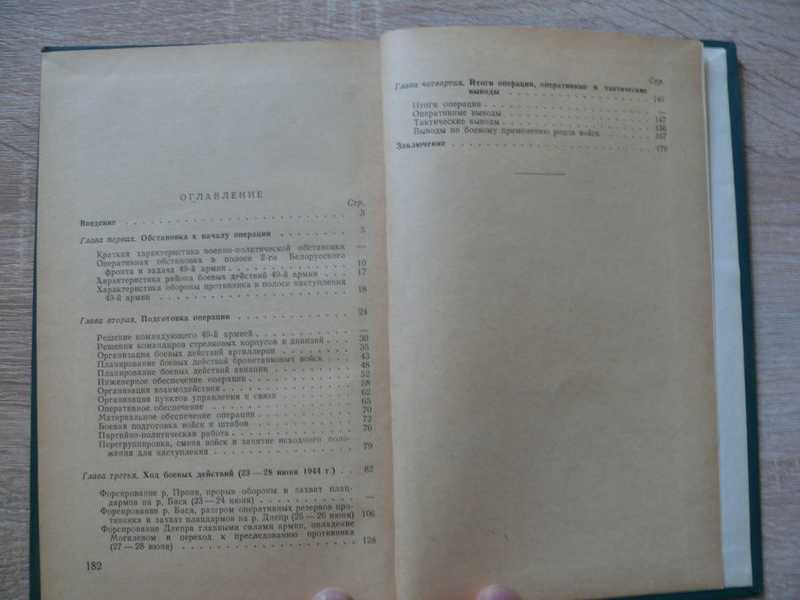 ОГЛАВЛЕНИЕ
Стр.
Введение 3
Глава первая. Обстановка к началу операции 5
Краткая характеристика военно-политической обстановки —
Оперативная обстановка в полосе 2-го Белорусского
фронта и задача 49-й армии 10
Характеристика района боевых действий 49-й армии 17
Характеристика обороны противника в полосе наступления
49-й армии 18
Глава вторая. Подготовка операции 24
Решение командующего 49-й армией —
Решения командиров стрелковых корпусов и дивизий 30
Организация боевых действий артиллерии 35
Планирование боевых действий бронетанковых войск 43
Планирование боевых действий авиации 48
Инженерное обеспечение операции 52
Организация взаимодействия 58
Организация пунктов управления и связи 62
Оперативное обеспечение 65
Материальное обеспечение операции 70
Боевая подготовка войск и штабов 72
Партийно-политическая работа 76
Перегруппировка, смена войск и занятие исходного поло-
жения для наступления 79
Глава третья. Ход боевых действий (23—28 июня 1944 г.) 82
Форсирование р. Проня, прорыв обороны и захват плац-
дармов на р. Бася (23—24 июня) —
Форсирование р. Бася, разгром оперативных резервов про-
тивника и захват плацдармов на р. Днепр (25—26 июня) 106
Форсирование Днепра главными силами армии, овладение
Могилевом и переход к преследованию противника
(27—28 июня) 128
182
Стр.
Глава четвертая. Итоги операции, оперативные и тактические
выводы
Итоги операции —
Оперативные выводы 147
Тактические выводы 156
Выводы по боевому применению родов войск 167
Заключение 179